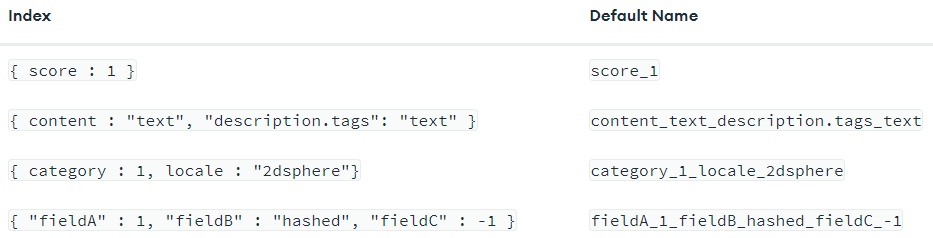 Index Default Name
{ score : 1 } score_1
{ content : "text", "description.tags": "text" } content_text_description.tags_text
{ category : 1, locale : "2dsphere"} category_1_locale_2dsphere
{ "fieldA" : 1, "fieldB" : "hashed", "fieldC" : -1 } fieldA_1_fieldB_hashed_fieldC_-1